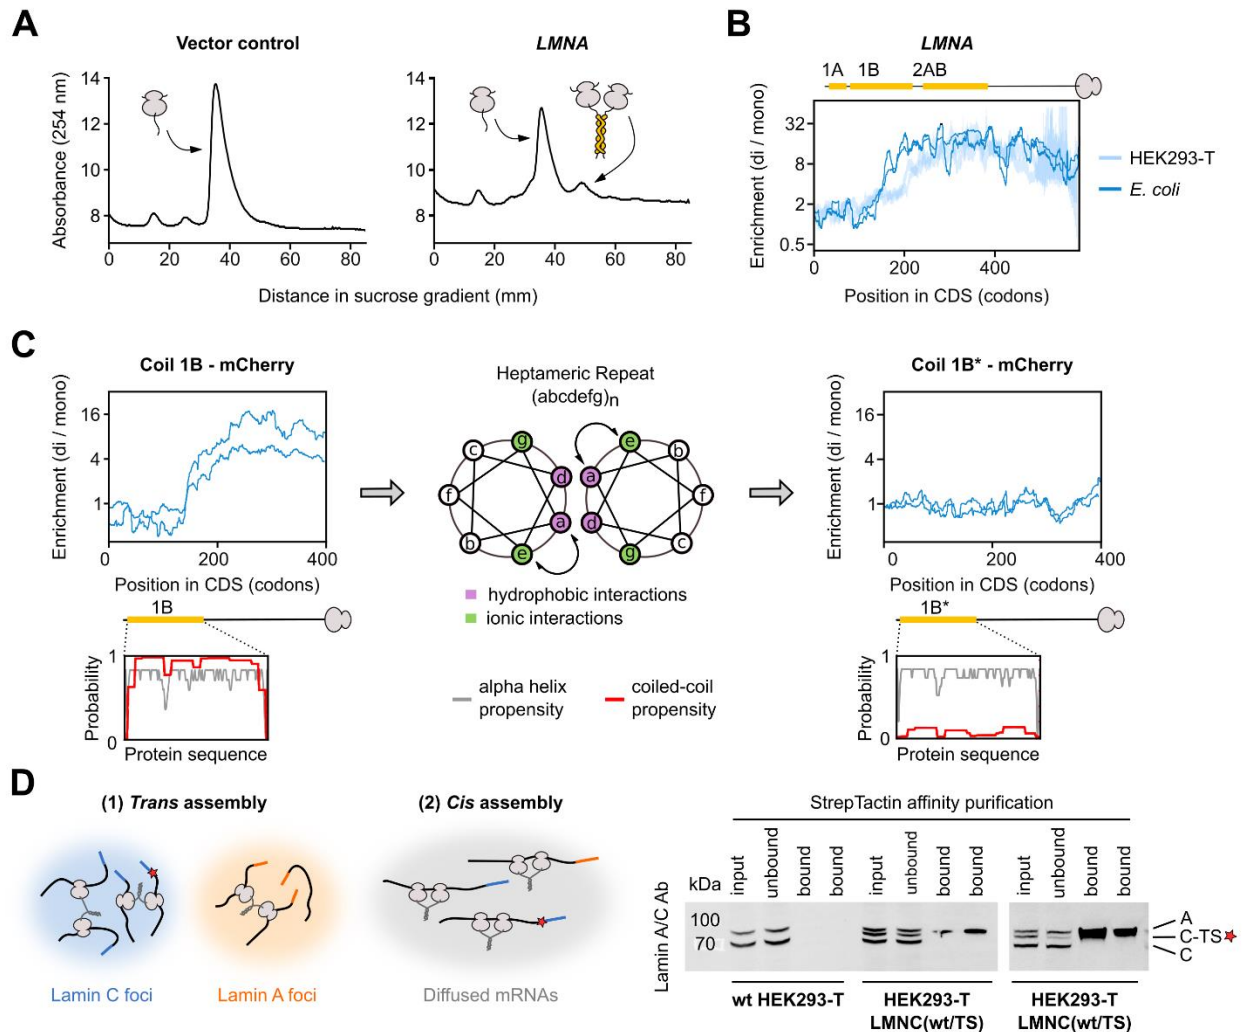 A
Vector control
LMNA
Absorbance (254 nm)
14
12
10
8
0
20
40
60
80
14
12
10
8
0
20
40
60
80
Distance in sucrose gradient (mm)
B
LMNA
1A 1B 2AB
Enrichment (di / mono)
32
8
2
0.5
0
200
400
Position in CDS (codons)
HEK293-T
E. coli
C
Coil 1B - mCherry
Enrichment (di / mono)
16
4
1
0
200
400
Position in CDS (codons)
1B
Probability
1
0
Protein sequence
Heptameric Repeat
(abcdefg)n
g
c
d
f
a
b
e
e
b
a
f
d
c
g
hydrophobic interactions
ionic interactions
alpha helix
propensity
coiled-coil
propensity
Coil 1B* - mCherry
Enrichment (di / mono)
16
4
1
0
200
400
Position in CDS (codons)
1B*
Probability
1
0
Protein sequence
D
(1) Trans assembly
Lamin C foci
Lamin A foci
(2) Cis assembly
Diffused mRNAs
StrepTactin affinity purification
input
unbound
bound
bound
input
unbound
bound
bound
input
unbound
bound
bound
kDa
100
70
Lamin A/C Ab
A
C-TS
C
wt HEK293-T
HEK293-T
LMNC(wt/TS)
HEK293-T
LMNC(wt/TS)